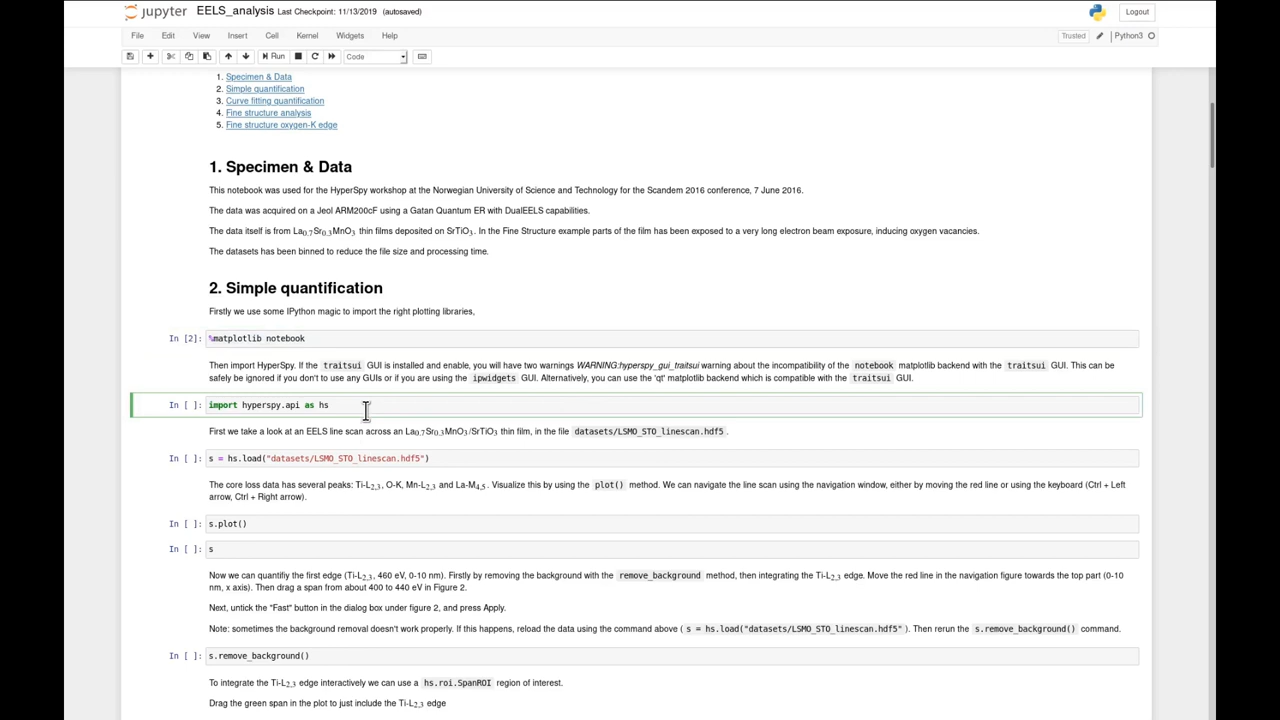 jupyter EELS_analysis Last Checkpoint: 11/13/2019 (autosaved) Logout
File Edit View Insert Cell Kernel Widgets Help Trusted Python3
Run Code
1. Specimen & Data
2. Simple quantification
3. Curve fitting quantification
4. Fine structure analysis
5. Fine structure oxygen-K edge
1. Specimen & Data
This notebook was used for the HyperSpy workshop at the Norwegian University of Science and Technology for the Scandem 2016 conference, 7 June 2016.
The data was acquired on a Jeol ARM200cF using a Gatan Quantum ER with DualEELS capabilities.
The data itself is from La0.7Sr0.3MnO3 thin films deposited on SrTiO3. In the Fine Structure example parts of the film has been exposed to a very long electron beam exposure, inducing oxygen vacancies.
The datasets has been binned to reduce the file size and processing time.
2. Simple quantification
Firstly we use some IPython magic to import the right plotting libraries,
In [2]: %matplotlib notebook
Then import HyperSpy. If the traitsui GUI is installed and enable, you will have two warnings WARNING:hyperspy_gui_traitsui warning about the incompatibility of the notebook matplotlib backend with the traitsui GUI. This can
be safely be ignored if you don't to use any GUIs or if you are using the ipwidgets GUI. Alternatively, you can use the 'qt' matplotlib backend which is compatible with the traitsui GUI.
In [ ]: import hyperspy.api as hs
First we take a look at an EELS line scan across an La0.7Sr0.3MnO3/SrTiO3 thin film, in the file datasets/LSMO_STO_linescan.hdf5 .
In [ ]: s = hs.load("datasets/LSMO_STO_linescan.hdf5")
The core loss data has several peaks: Ti-L2,3, O-K, Mn-L2,3 and La-M4,5. Visualize this by using the plot() method. We can navigate the line scan using the navigation window, either by moving the red line or using the keyboard (Ctrl + Left
arrow, Ctrl + Right arrow).
In [ ]: s.plot()
In [ ]: s
Now we can quantifiy the first edge (Ti-L2,3, 460 eV, 0-10 nm). Firstly by removing the background with the remove_background method, then integrating the Ti-L2,3 edge. Move the red line in the navigation figure towards the top part (0-10
nm, x axis). Then drag a span from about 400 to 440 eV in Figure 2.
Next, untick the "Fast" button in the dialog box under figure 2, and press Apply.
Note: sometimes the background removal doesn't work properly. If this happens, reload the data using the command above ( s = hs.load("datasets/LSMO_STO_linescan.hdf5" ). Then rerun the s.remove_background() command.
In [ ]: s.remove_background()
To integrate the Ti-L2,3 edge interactively we can use a hs.roi.SpanROI region of interest.
Drag the green span in the plot to just include the Ti-L2,3 edge